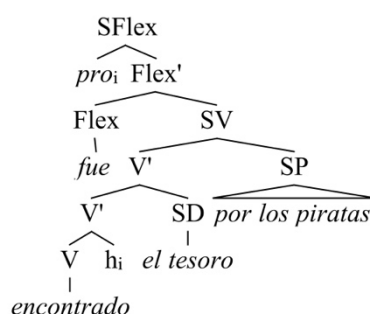 SFlex
proi Flex'
Flex SV
fue V' SP
V' SD por los piratas
V hi el tesoro
encontrado